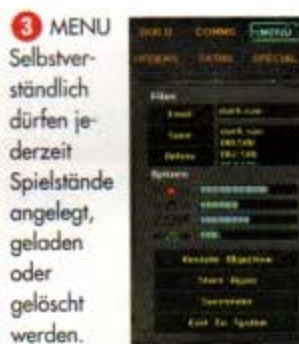 3 MENU
Selbstver-
ständlich
dürfen je-
derzeit
Spielstände
angelegt,
geladen
oder
gelöscht
werden.
BUILD COMMS MENU
ORDERS PATHS SPECIAL
Files
Load
Save
Delete
Options
Restate Objective
Start Again
Surrender
Exit To System